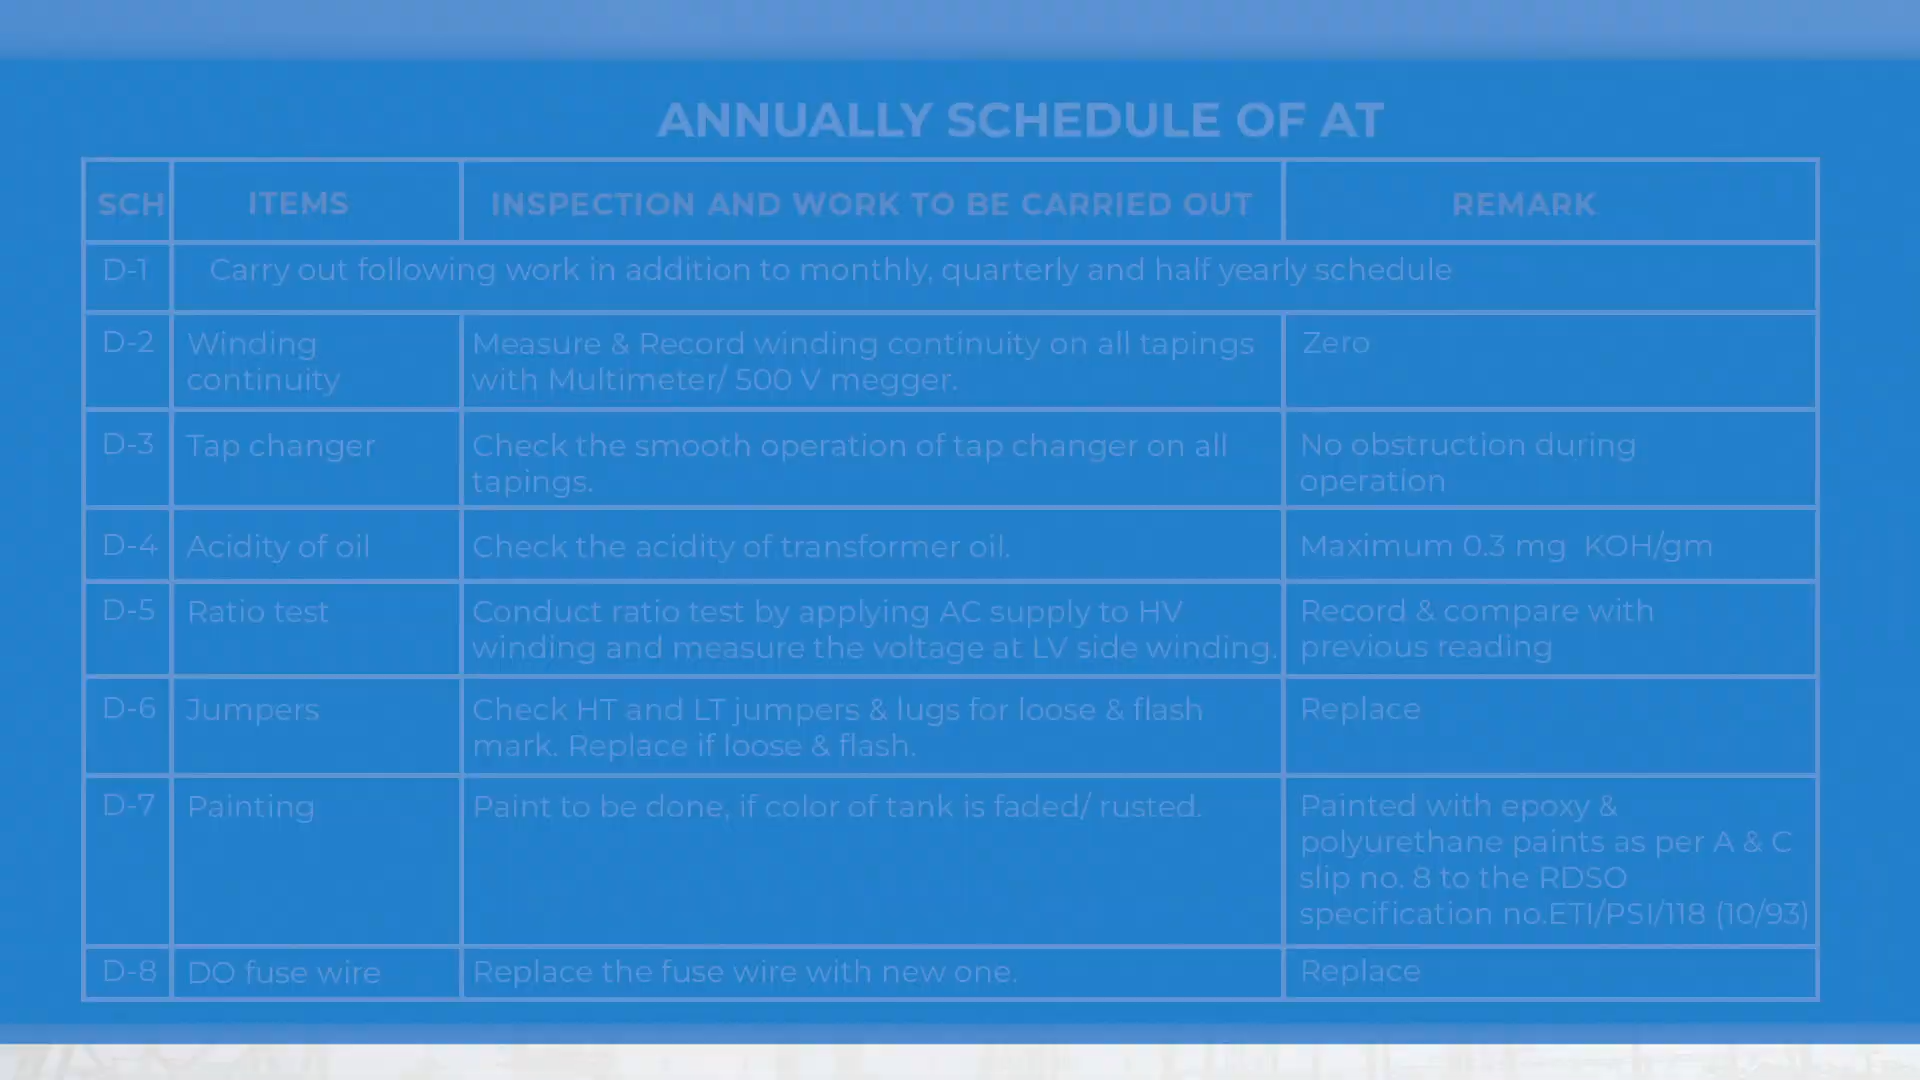 ANNUALLY SCHEDULE OF AT
SCH ITEMS INSPECTION AND WORK TO BE CARRIED OUT REMARK
D-1 Carry out following work in addition to monthly, quarterly and half yearly schedule
D-2 Winding Measure & Record winding continuity on all tapings Zero
continuity with Multimeter/ 500 V megger.
D-3 Tap changer Check the smooth operation of tap changer on all No obstruction during
tapings. operation
D-4 Acidity of oil Check the acidity of transformer oil. Maximum 0.3 mg KOH/gm
D-5 Ratio test Conduct ratio test by applying AC supply to HV Record & compare with
winding and measure the voltage at LV side winding. previous reading
D-6 Jumpers Check HT and LT jumpers & lugs for loose & flash Replace
mark. Replace if loose & flash.
D-7 Painting Paint to be done, if color of tank is faded/ rusted. Painted with epoxy &
polyurethane paints as per A & C
slip no. 8 to the RDSO
specification no.ETI/PSI/118 (10/93)
D-8 DO fuse wire Replace the fuse wire with new one. Replace